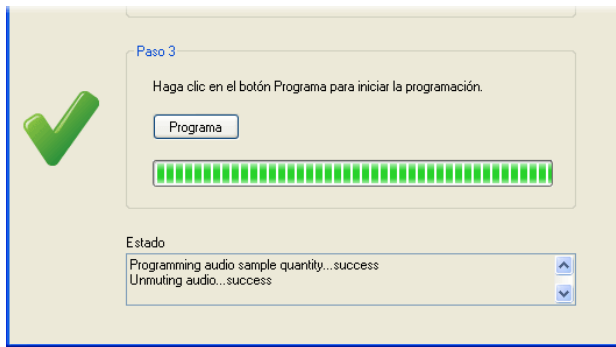 Paso 3
Haga clic en el botón Programa para iniciar la programación.
Programa
Estado
Programming audio sample quantity...success
Unmuting audio...success